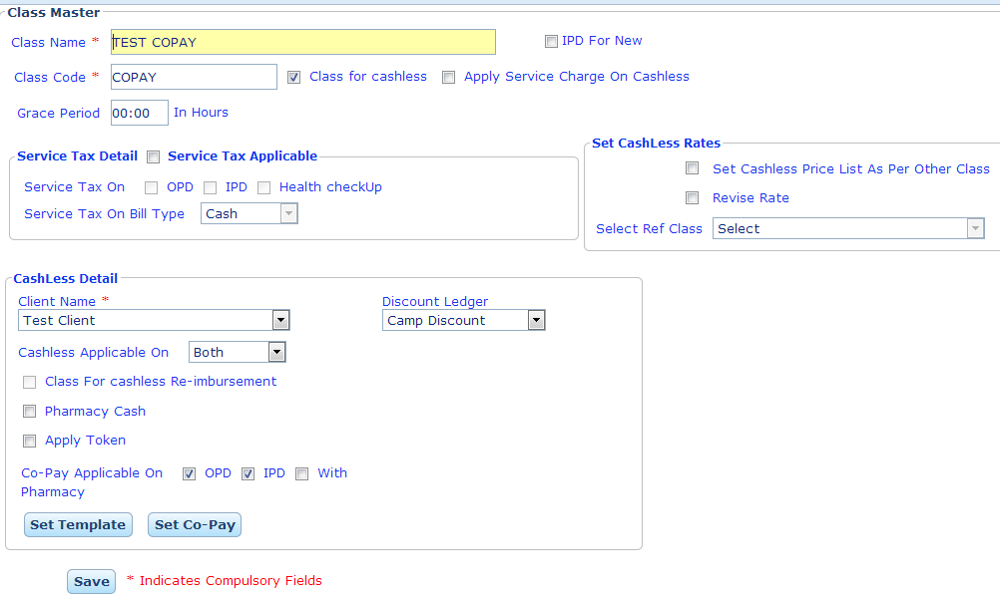 Class Master
Class Name * TEST COPAY IPD For New
Class Code * COPAY Class for cashless Apply Service Charge On Cashless
Grace Period 00:00 In Hours
Service Tax Detail Service Tax Applicable
Service Tax On OPD IPD Health checkUp
Service Tax On Bill Type Cash
Set CashLess Rates
Set Cashless Price List As Per Other Class
Revise Rate
Select Ref Class Select
CashLess Detail
Client Name * Discount Ledger
Test Client Camp Discount
Cashless Applicable On Both
Class For cashless Re-imbursement
Pharmacy Cash
Apply Token
Co-Pay Applicable On OPD IPD With
Pharmacy
Set Template Set Co-Pay
Save * Indicates Compulsory Fields